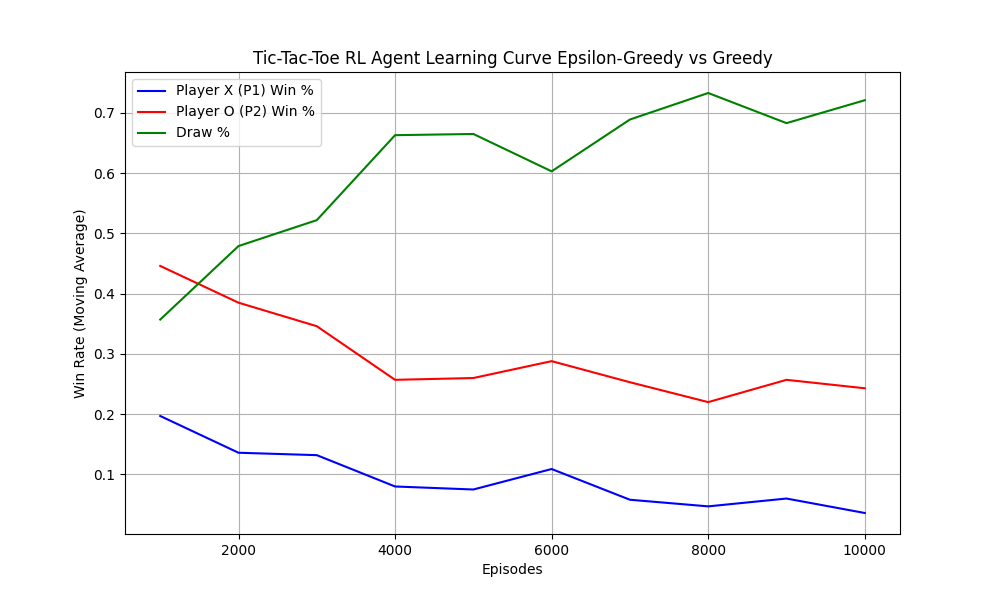 Tic-Tac-Toe RL Agent Learning Curve Epsilon-Greedy vs Greedy
Player X (P1) Win %
Player O (P2) Win %
Draw %
Win Rate (Moving Average)
0.7
0.6
0.5
0.4
0.3
0.2
0.1
2000 4000 6000 8000 10000
Episodes